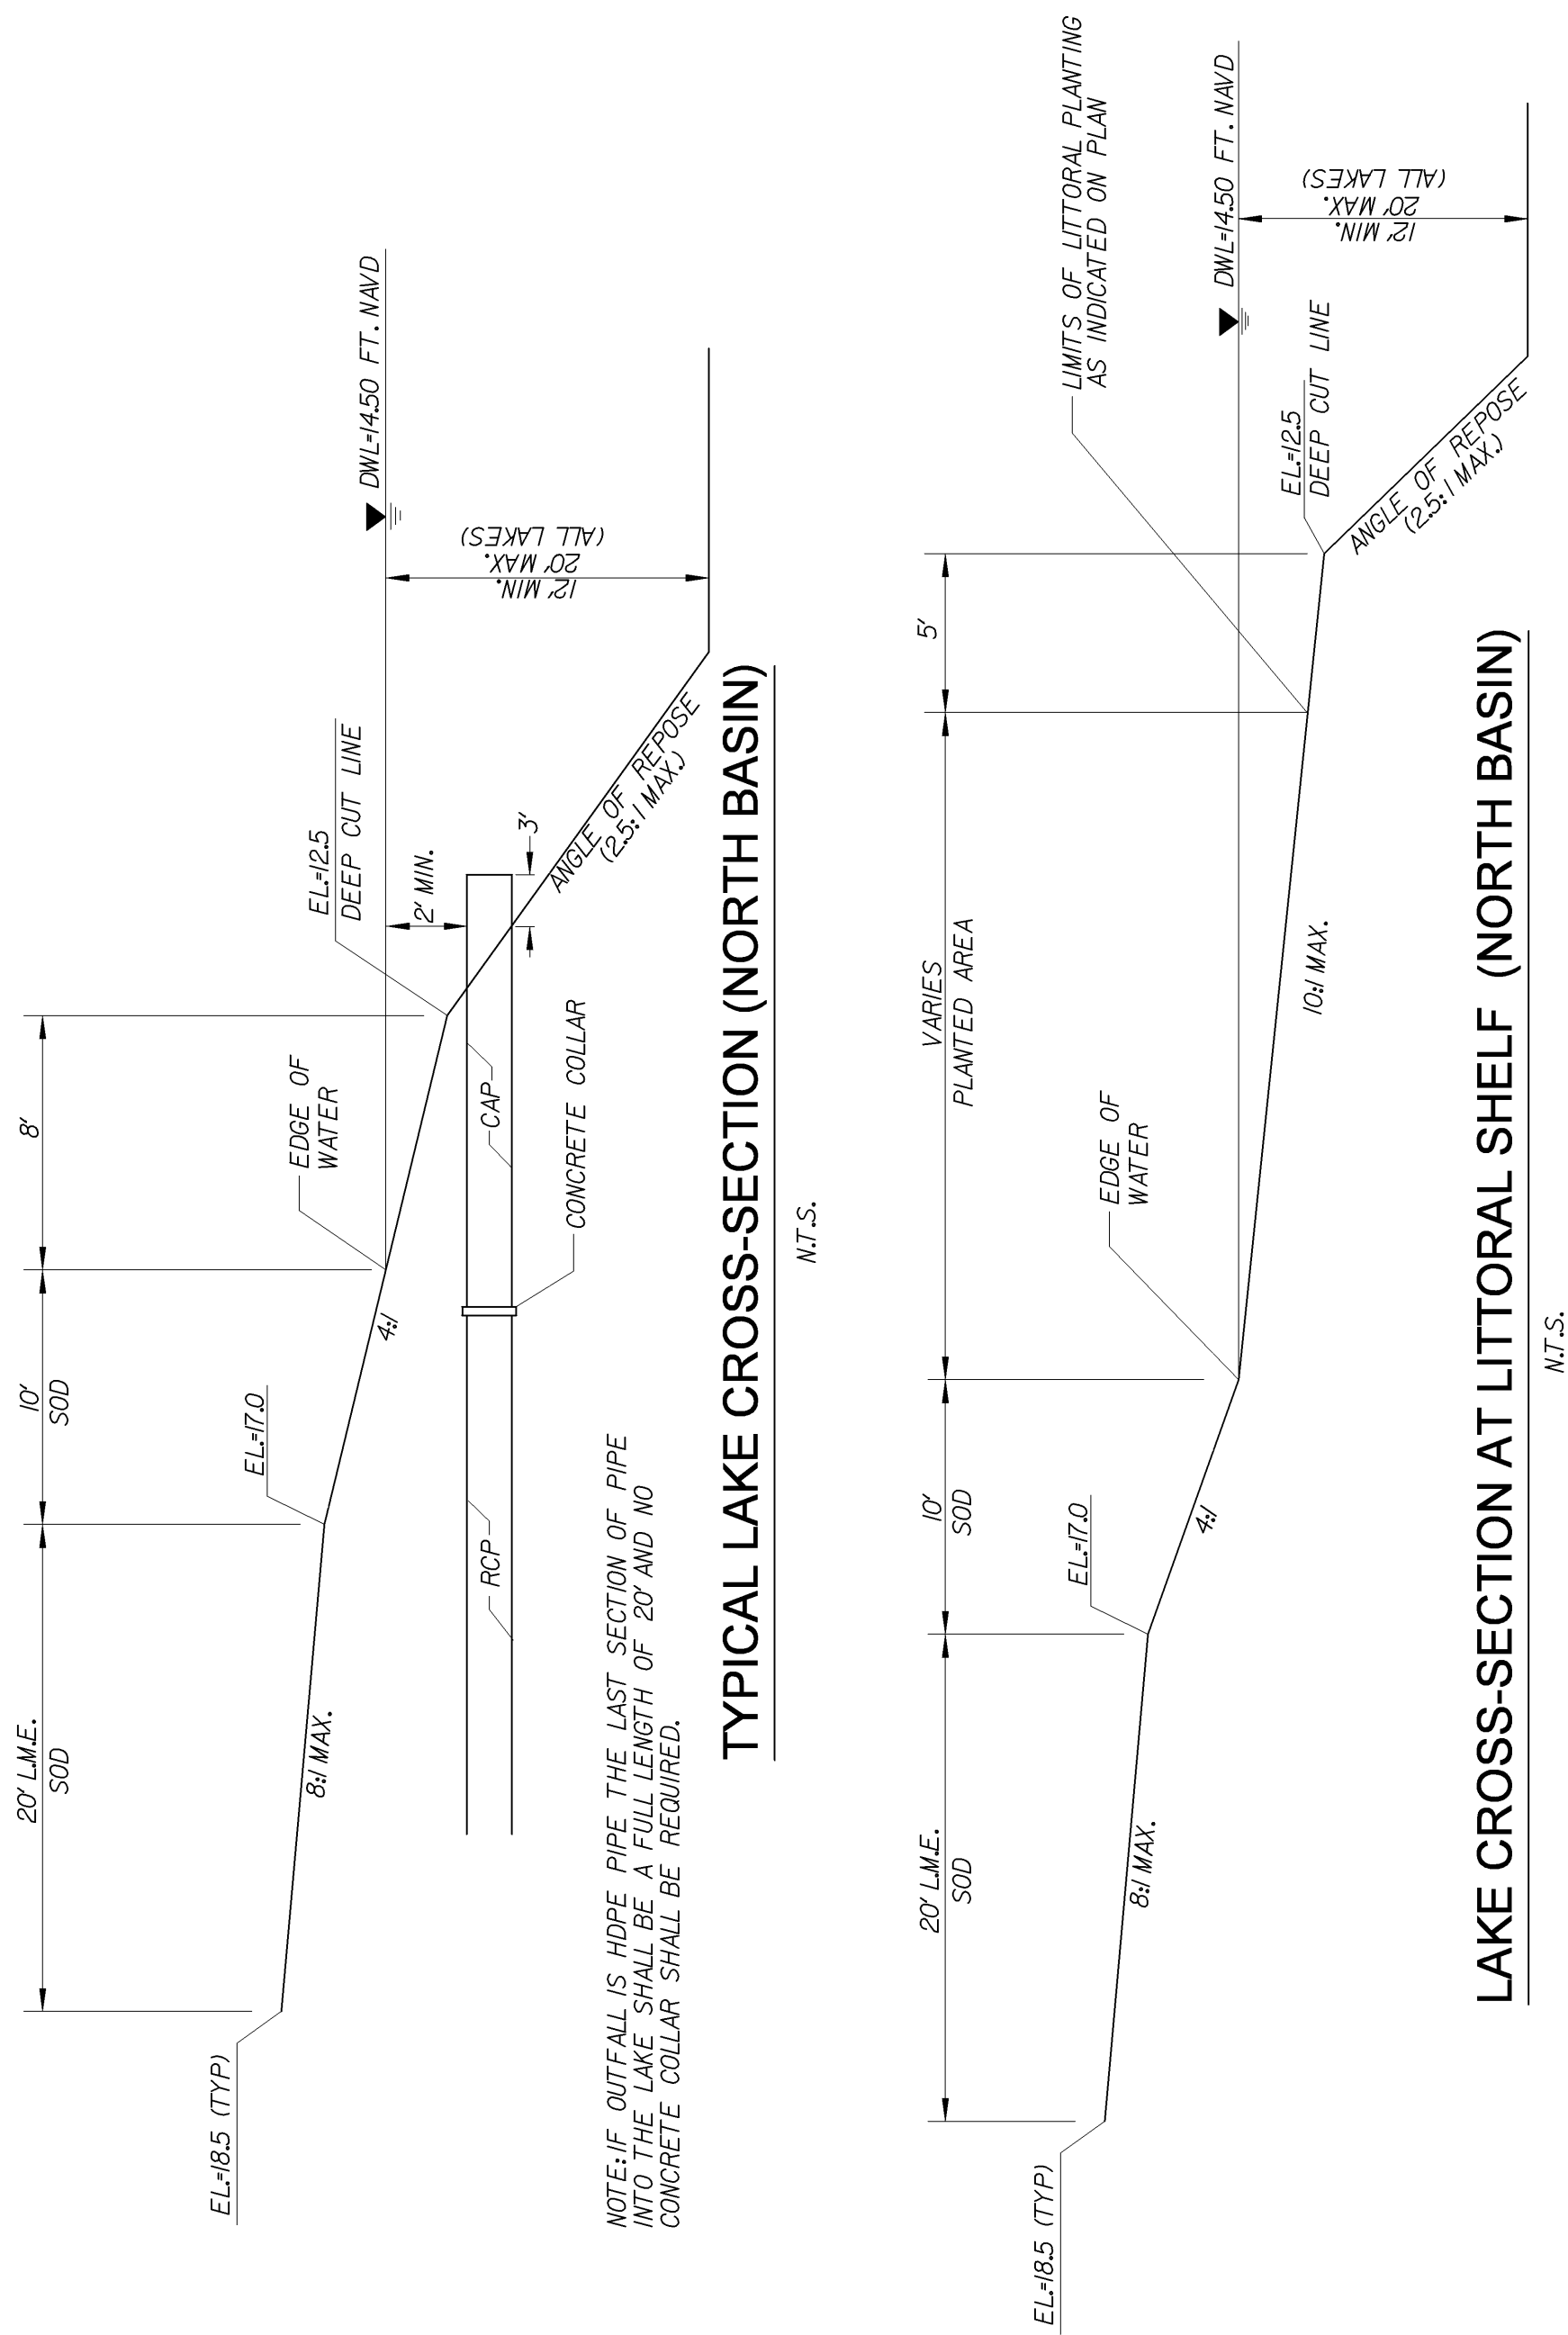 20' L.M.E.
SOD
10'
SOD
8'
EL.=18.5 (TYP)
8:1 MAX.
EL.=17.0
4:1
EDGE OF
WATER
EL.=12.5
DEEP CUT LINE
DWL=14.50 FT. NAVD
2' MIN.
12' MIN.
20' MAX.
(ALL LAKES)
RCP
CAP
3'
CONCRETE COLLAR
ANGLE OF REPOSE
(2.5:1 MAX.)
NOTE: IF OUTFALL IS HDPE PIPE THE LAST SECTION OF PIPE
INTO THE LAKE SHALL BE A FULL LENGTH OF 20' AND NO
CONCRETE COLLAR SHALL BE REQUIRED.
TYPICAL LAKE CROSS-SECTION (NORTH BASIN)
N.T.S.
20' L.M.E.
SOD
10'
SOD
VARIES
PLANTED AREA
5'
LIMITS OF LITTORAL PLANTING
AS INDICATED ON PLAN
EL.=18.5 (TYP)
8:1 MAX.
EL.=17.0
4:1
EDGE OF
WATER
10:1 MAX.
EL.=12.5
DEEP CUT LINE
DWL=14.50 FT. NAVD
12' MIN.
20' MAX.
(ALL LAKES)
ANGLE OF REPOSE
(2.5:1 MAX.)
LAKE CROSS-SECTION AT LITTORAL SHELF (NORTH BASIN)
N.T.S.